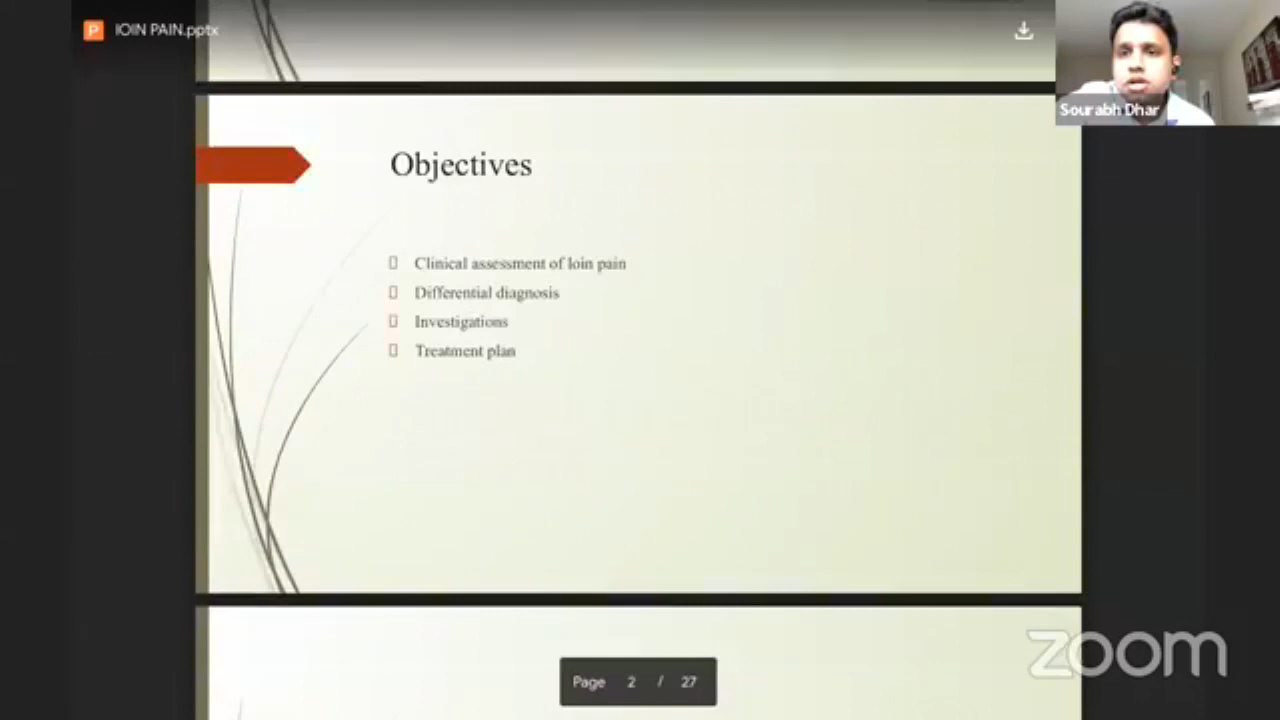 IOIN PAIN.pptx
Sourabh Dhar
Objectives
Clinical assessment of loin pain
Differential diagnosis
Investigations
Treatment plan
Page 2 / 27
zoom